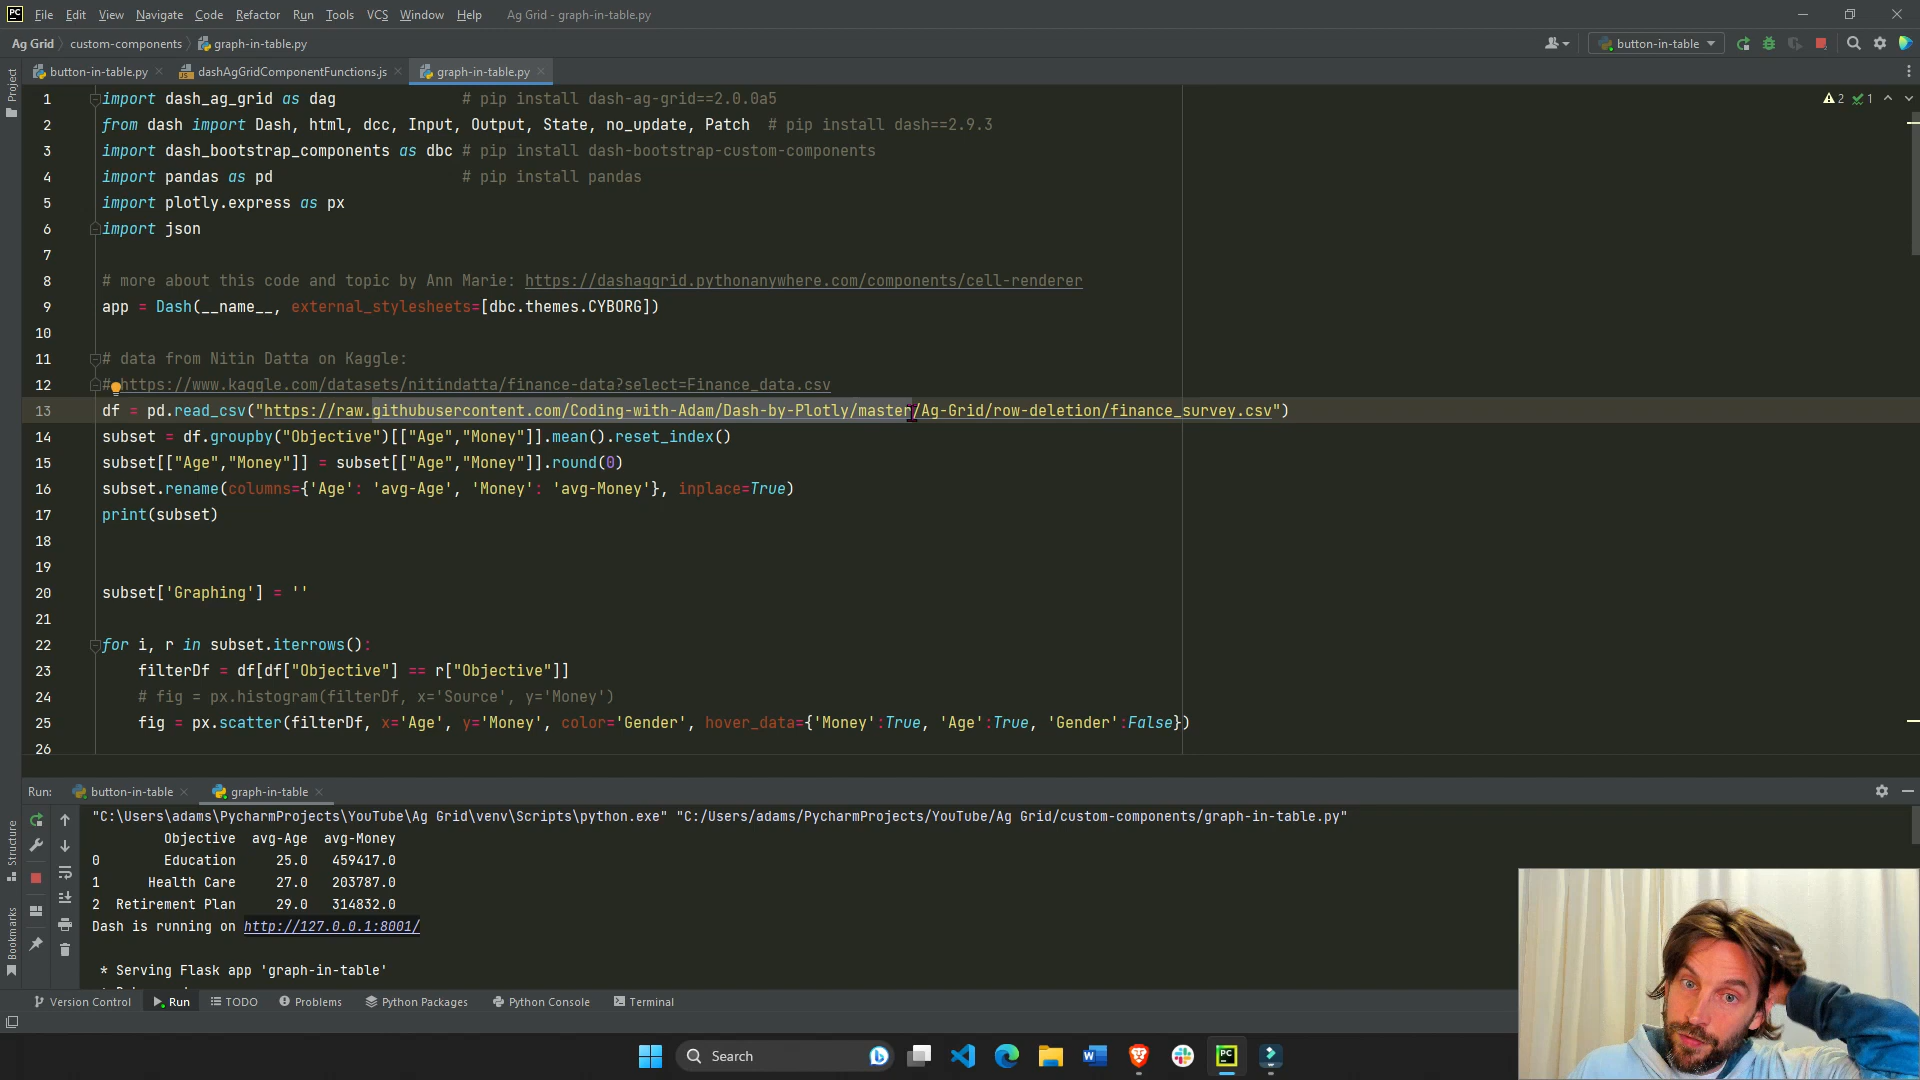 PC File Edit View Navigate Code Refactor Run Tools VCS Window Help Ag Grid - graph-in-table.py
Ag Grid custom-components graph-in-table.py button-in-table
button-in-table.py dashAgGridComponentFunctions.js graph-in-table.py
Project
1 import dash_ag_grid as dag # pip install dash-ag-grid==2.0.0a5
2 1
2 from dash import Dash, html, dcc, Input, Output, State, no_update, Patch # pip install dash==2.9.3
3 import dash_bootstrap_components as dbc # pip install dash-bootstrap-custom-components
4 import pandas as pd # pip install pandas
5 import plotly.express as px
6 import json
7
8 # more about this code and topic by Ann Marie: https://dashaggrid.pythonanywhere.com/components/cell-renderer
9 app = Dash(__name__, external_stylesheets=[dbc.themes.CYBORG])
10
11 # data from Nitin Datta on Kaggle:
12 # https://www.kaggle.com/datasets/nitindatta/finance-data?select=Finance_data.csv
13 df = pd.read_csv("https://raw.githubusercontent.com/Coding-with-Adam/Dash-by-Plotly/master/Ag-Grid/row-deletion/finance_survey.csv")
14 subset = df.groupby("Objective")[["Age","Money"]].mean().reset_index()
15 subset[["Age","Money"]] = subset[["Age","Money"]].round(0)
16 subset.rename(columns={'Age': 'avg-Age', 'Money': 'avg-Money'}, inplace=True)
17 print(subset)
18
19
20 subset['Graphing'] = ''
21
22 for i, r in subset.iterrows():
23 filterDf = df[df["Objective"] == r["Objective"]]
24 # fig = px.histogram(filterDf, x='Source', y='Money')
25 fig = px.scatter(filterDf, x='Age', y='Money', color='Gender', hover_data={'Money':True, 'Age':True, 'Gender':False})
26
Run: button-in-table graph-in-table
"C:\Users\adams\PycharmProjects\YouTube\Ag Grid\venv\Scripts\python.exe" "C:/Users/adams/PycharmProjects/YouTube/Ag Grid/custom-components/graph-in-table.py"
Objective avg-Age avg-Money
0 Education 25.0 459417.0
1 Health Care 27.0 203787.0
2 Retirement Plan 29.0 314832.0
Dash is running on http://127.0.0.1:8001/
* Serving Flask app 'graph-in-table'
Structure
Bookmarks
Version Control Run TODO Problems Python Packages Python Console Terminal
Search
PC